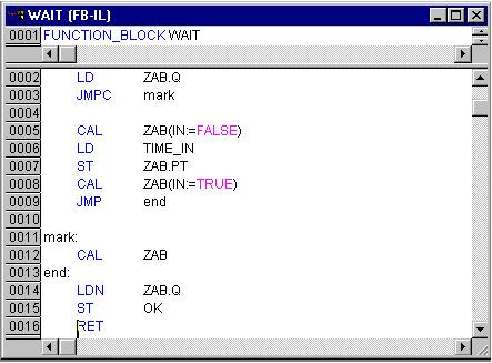 WAIT (FB-IL)
0001 FUNCTION_BLOCK WAIT
0002 LD ZAB.Q
0003 JMPC mark
0004
0005 CAL ZAB(IN:=FALSE)
0006 LD TIME_IN
0007 ST ZAB.PT
0008 CAL ZAB(IN:=TRUE)
0009 JMP end
0010
0011 mark:
0012 CAL ZAB
0013 end:
0014 LDN ZAB.Q
0015 ST OK
0016 RET